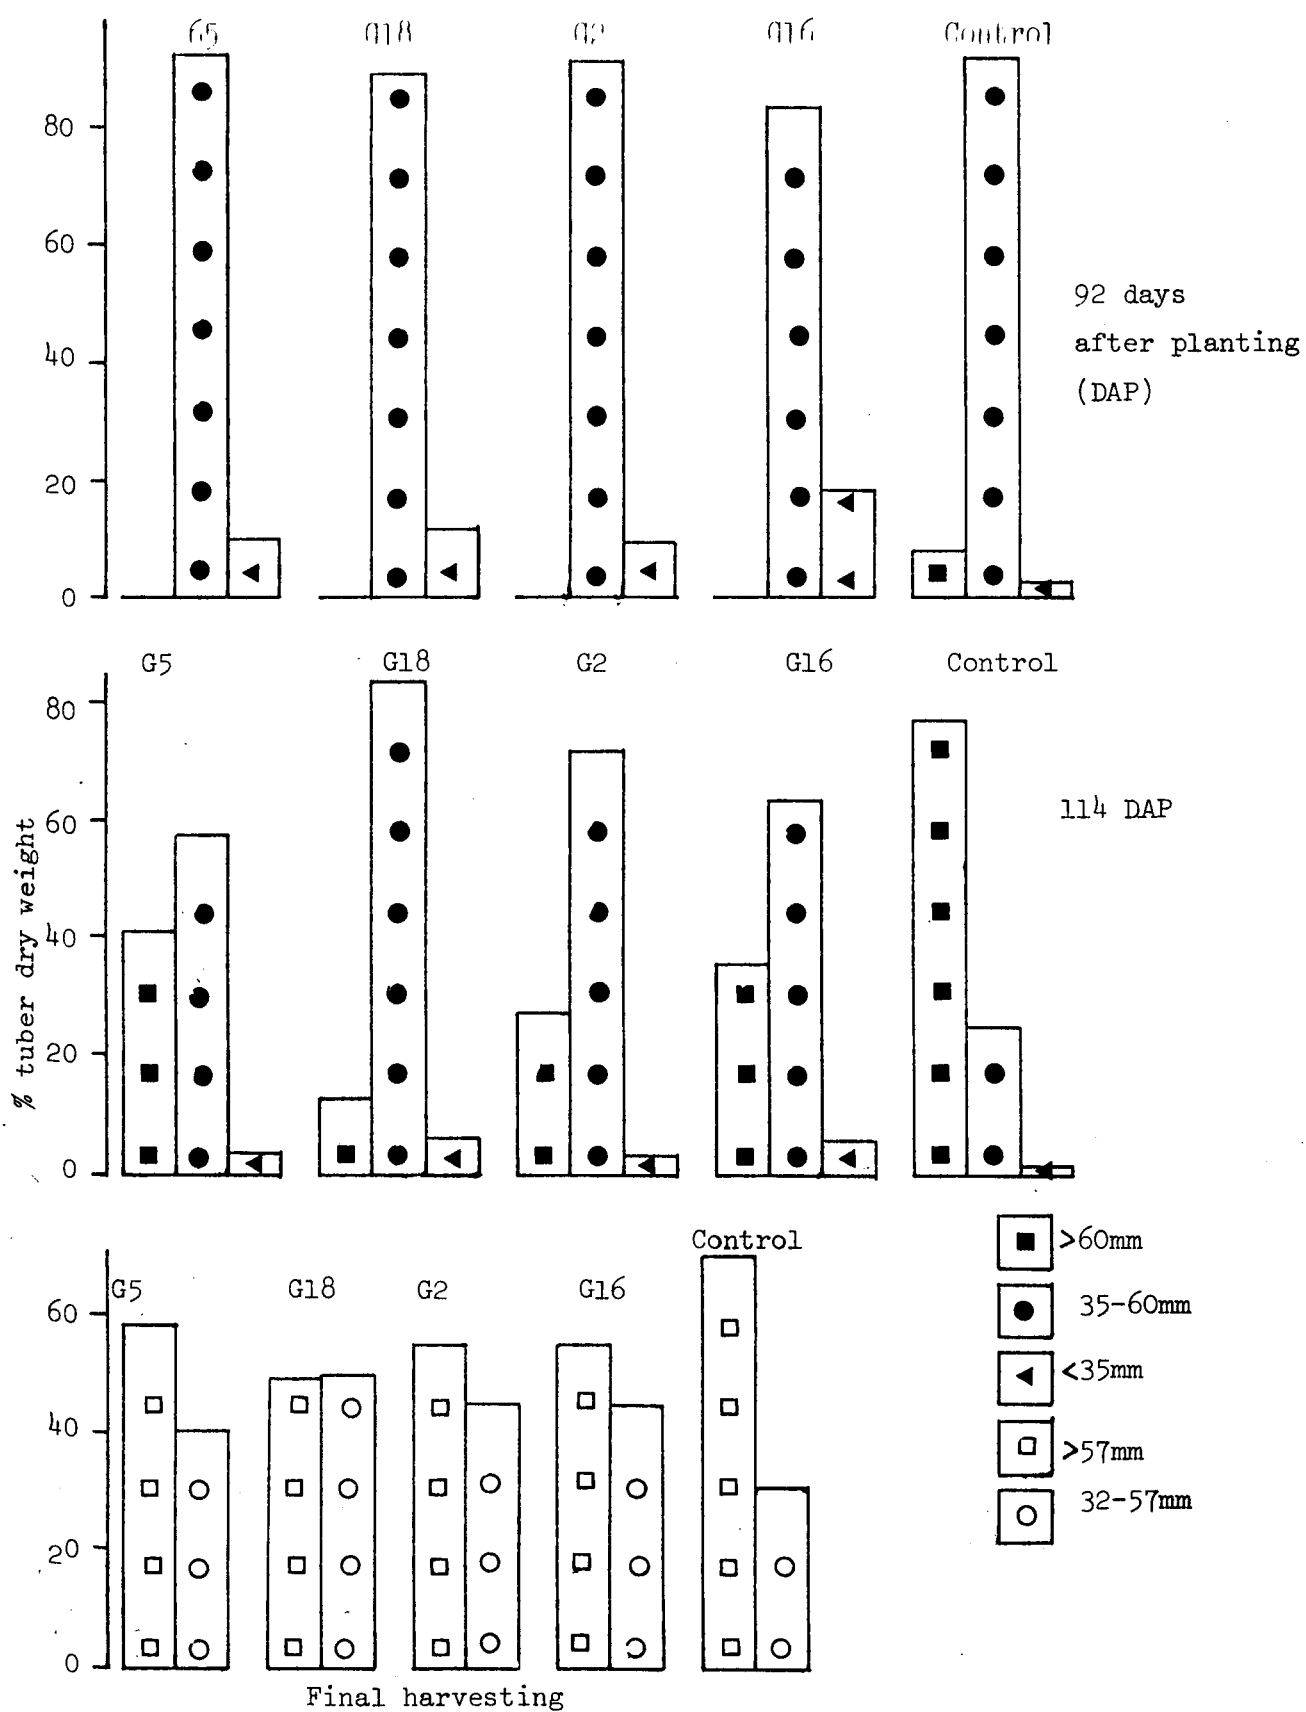 G5 G18 G2 G16 Control
80
60
40
20
0
92 days
after planting
(DAP)
G5 G18 G2 G16 Control
80
60
40
20
0
114 DAP
% tuber dry weight
Control
G5 G18 G2 G16
60
40
20
0
>60mm
35-60mm
<35mm
>57mm
32-57mm
Final harvesting